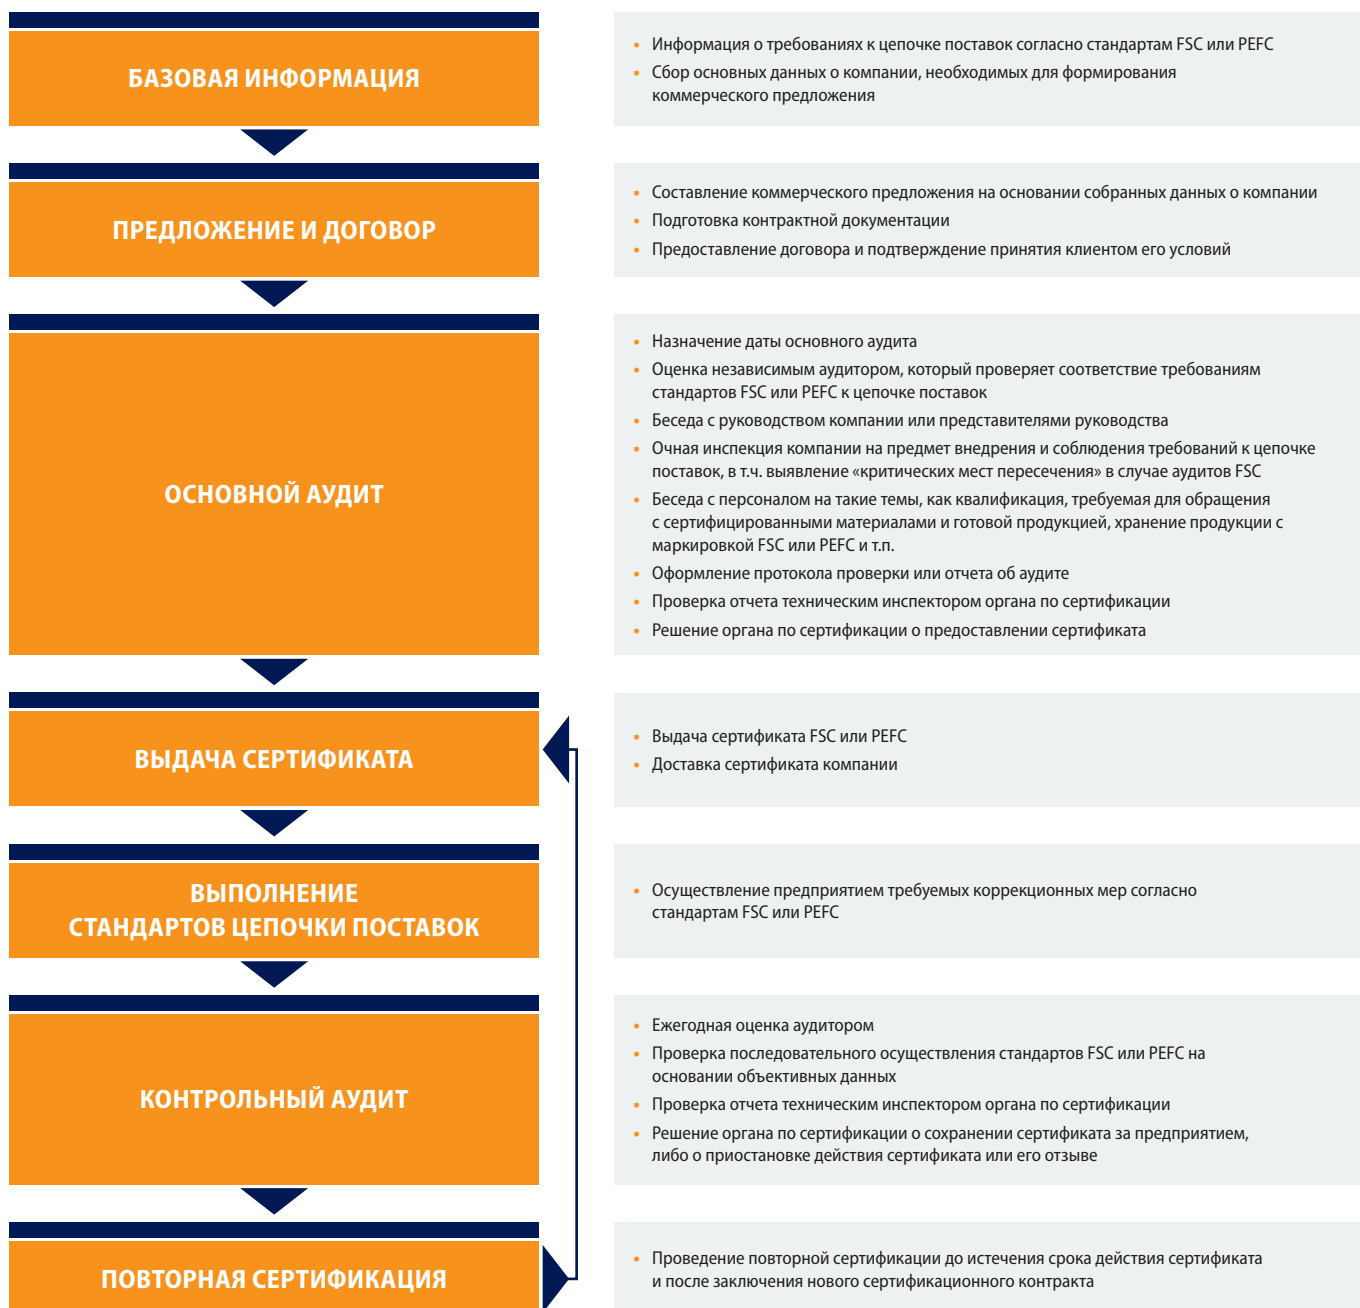 БАЗОВАЯ ИНФОРМАЦИЯ
• Информация о требованиях к цепочке поставок согласно стандартам FSC или PEFC
• Сбор основных данных о компании, необходимых для формирования
коммерческого предложения
ПРЕДЛОЖЕНИЕ И ДОГОВОР
• Составление коммерческого предложения на основании собранных данных о компании
• Подготовка контрактной документации
• Предоставление договора и подтверждение принятия клиентом его условий
ОСНОВНОЙ АУДИТ
• Назначение даты основного аудита
• Оценка независимым аудитором, который проверяет соответствие требованиям
стандартов FSC или PEFC к цепочке поставок
• Беседа с руководством компании или представителями руководства
• Очная инспекция компании на предмет внедрения и соблюдения требований к цепочке
поставок, в т.ч. выявление «критических мест пересечения» в случае аудитов FSC
• Беседа с персоналом на такие темы, как квалификация, требуемая для обращения
с сертифицированными материалами и готовой продукцией, хранение продукции с
маркировкой FSC или PEFC и т.п.
• Оформление протокола проверки или отчета об аудите
• Проверка отчета техническим инспектором органа по сертификации
• Решение органа по сертификации о предоставлении сертификата
ВЫДАЧА СЕРТИФИКАТА
• Выдача сертификата FSC или PEFC
• Доставка сертификата компании
ВЫПОЛНЕНИЕ
СТАНДАРТОВ ЦЕПОЧКИ ПОСТАВОК
• Осуществление предприятием требуемых коррекционных мер согласно
стандартам FSC или PEFC
КОНТРОЛЬНЫЙ АУДИТ
• Ежегодная оценка аудитором
• Проверка последовательного осуществления стандартов FSC или PEFC на
основании объективных данных
• Проверка отчета техническим инспектором органа по сертификации
• Решение органа по сертификации о сохранении сертификата за предприятием,
либо о приостановке действия сертификата или его отзыве
ПОВТОРНАЯ СЕРТИФИКАЦИЯ
• Проведение повторной сертификации до истечения срока действия сертификата
и после заключения нового сертификационного контракта